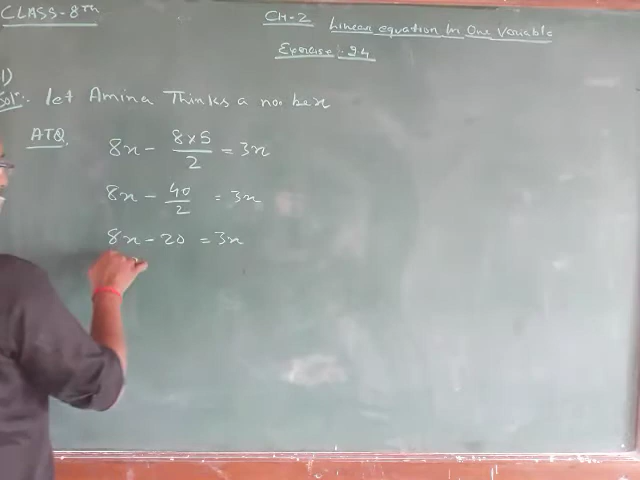 CLASS-8Th
CH-2 Linear equation In One Variable
Exercise:- 2.4
1)
Solⁿ:- let Amina Thinks a no. be x
ATQ,
8x - 8×5/2 = 3x
8x - 40/2 = 3x
8x - 20 = 3x